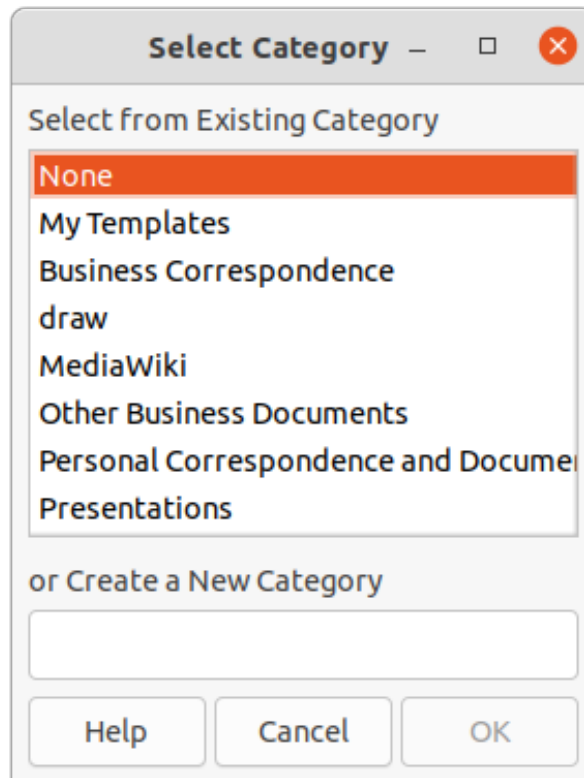 Select Category
Select from Existing Category
None
My Templates
Business Correspondence
draw
MediaWiki
Other Business Documents
Personal Correspondence and Docume
Presentations
or Create a New Category
Help Cancel OK